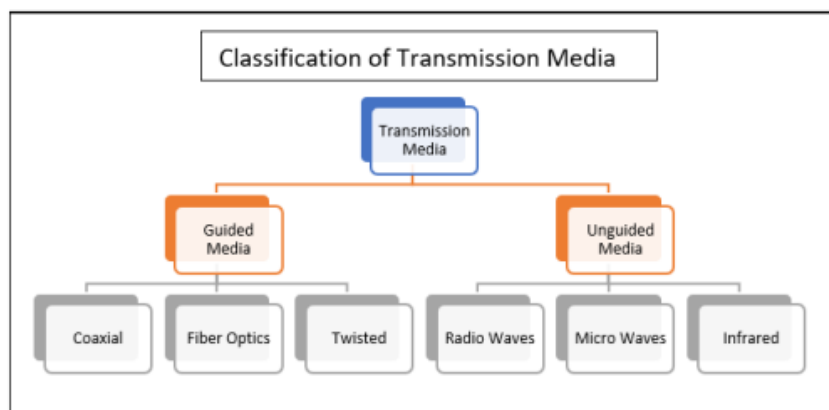 Classification of Transmission Media
Transmission
Media
Guided
Media
Unguided
Media
Coaxial
Fiber Optics
Twisted
Radio Waves
Micro Waves
Infrared